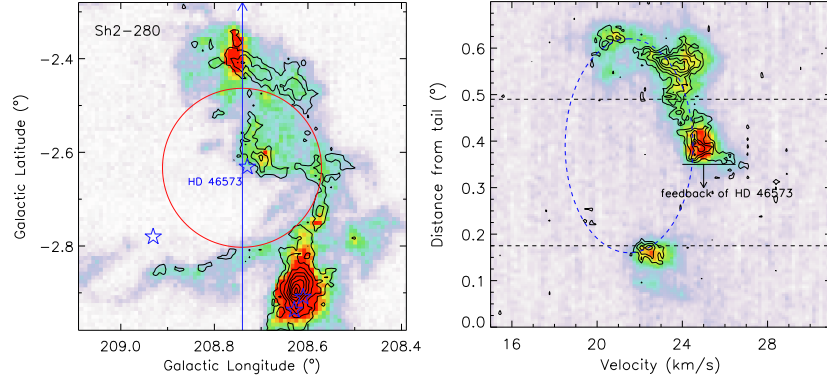 Sh2-280
HD 46573
-2.4
-2.6
-2.8
Galactic Latitude (°)
209.0
208.8
208.6
208.4
Galactic Longitude (°)
0.6
0.5
0.4
0.3
0.2
0.1
0.0
Distance from tail (°)
feedback of HD 46573
16
20
24
28
Velocity (km/s)